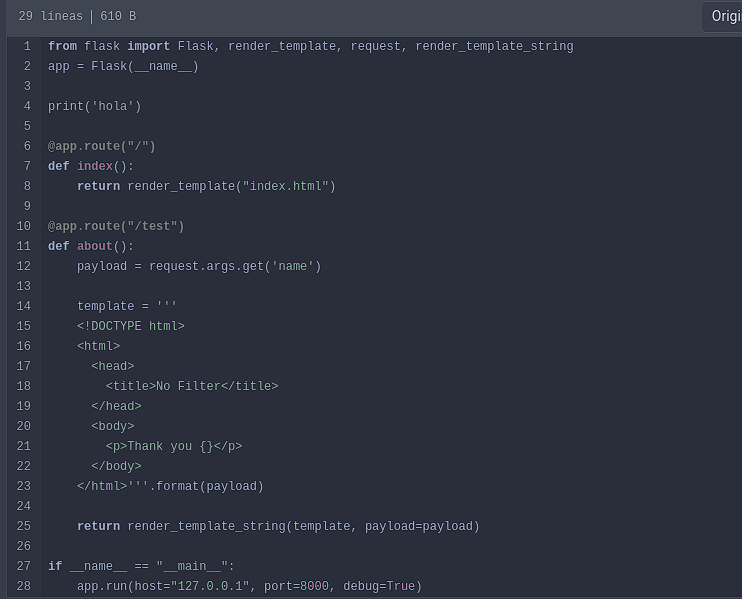 29 lineas | 610 B
Origi
1 from flask import Flask, render_template, request, render_template_string
2 app = Flask(__name__)
3
4 print('hola')
5
6 @app.route("/")
7 def index():
8     return render_template("index.html")
9
10 @app.route("/test")
11 def about():
12     payload = request.args.get('name')
13
14     template = '''
15     <!DOCTYPE html>
16     <html>
17       <head>
18         <title>No Filter</title>
19       </head>
20       <body>
21         <p>Thank you {}</p>
22       </body>
23     </html>'''.format(payload)
24
25     return render_template_string(template, payload=payload)
26
27 if __name__ == "__main__":
28     app.run(host="127.0.0.1", port=8000, debug=True)